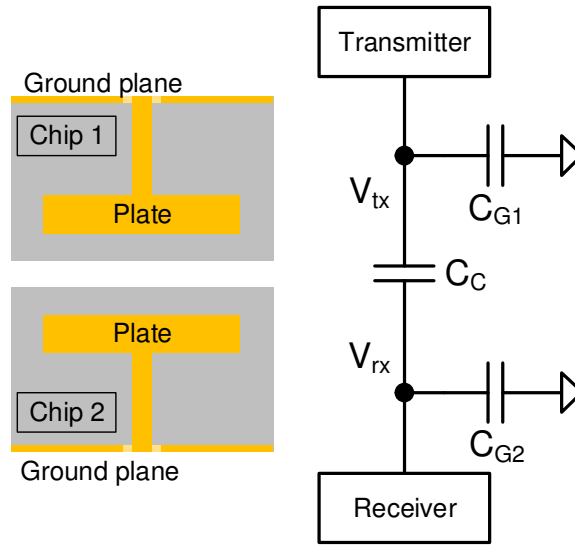 Transmitter
Ground plane
Chip 1
Plate
V_tx
C_G1
C_C
Plate
V_rx
Chip 2
C_G2
Ground plane
Receiver